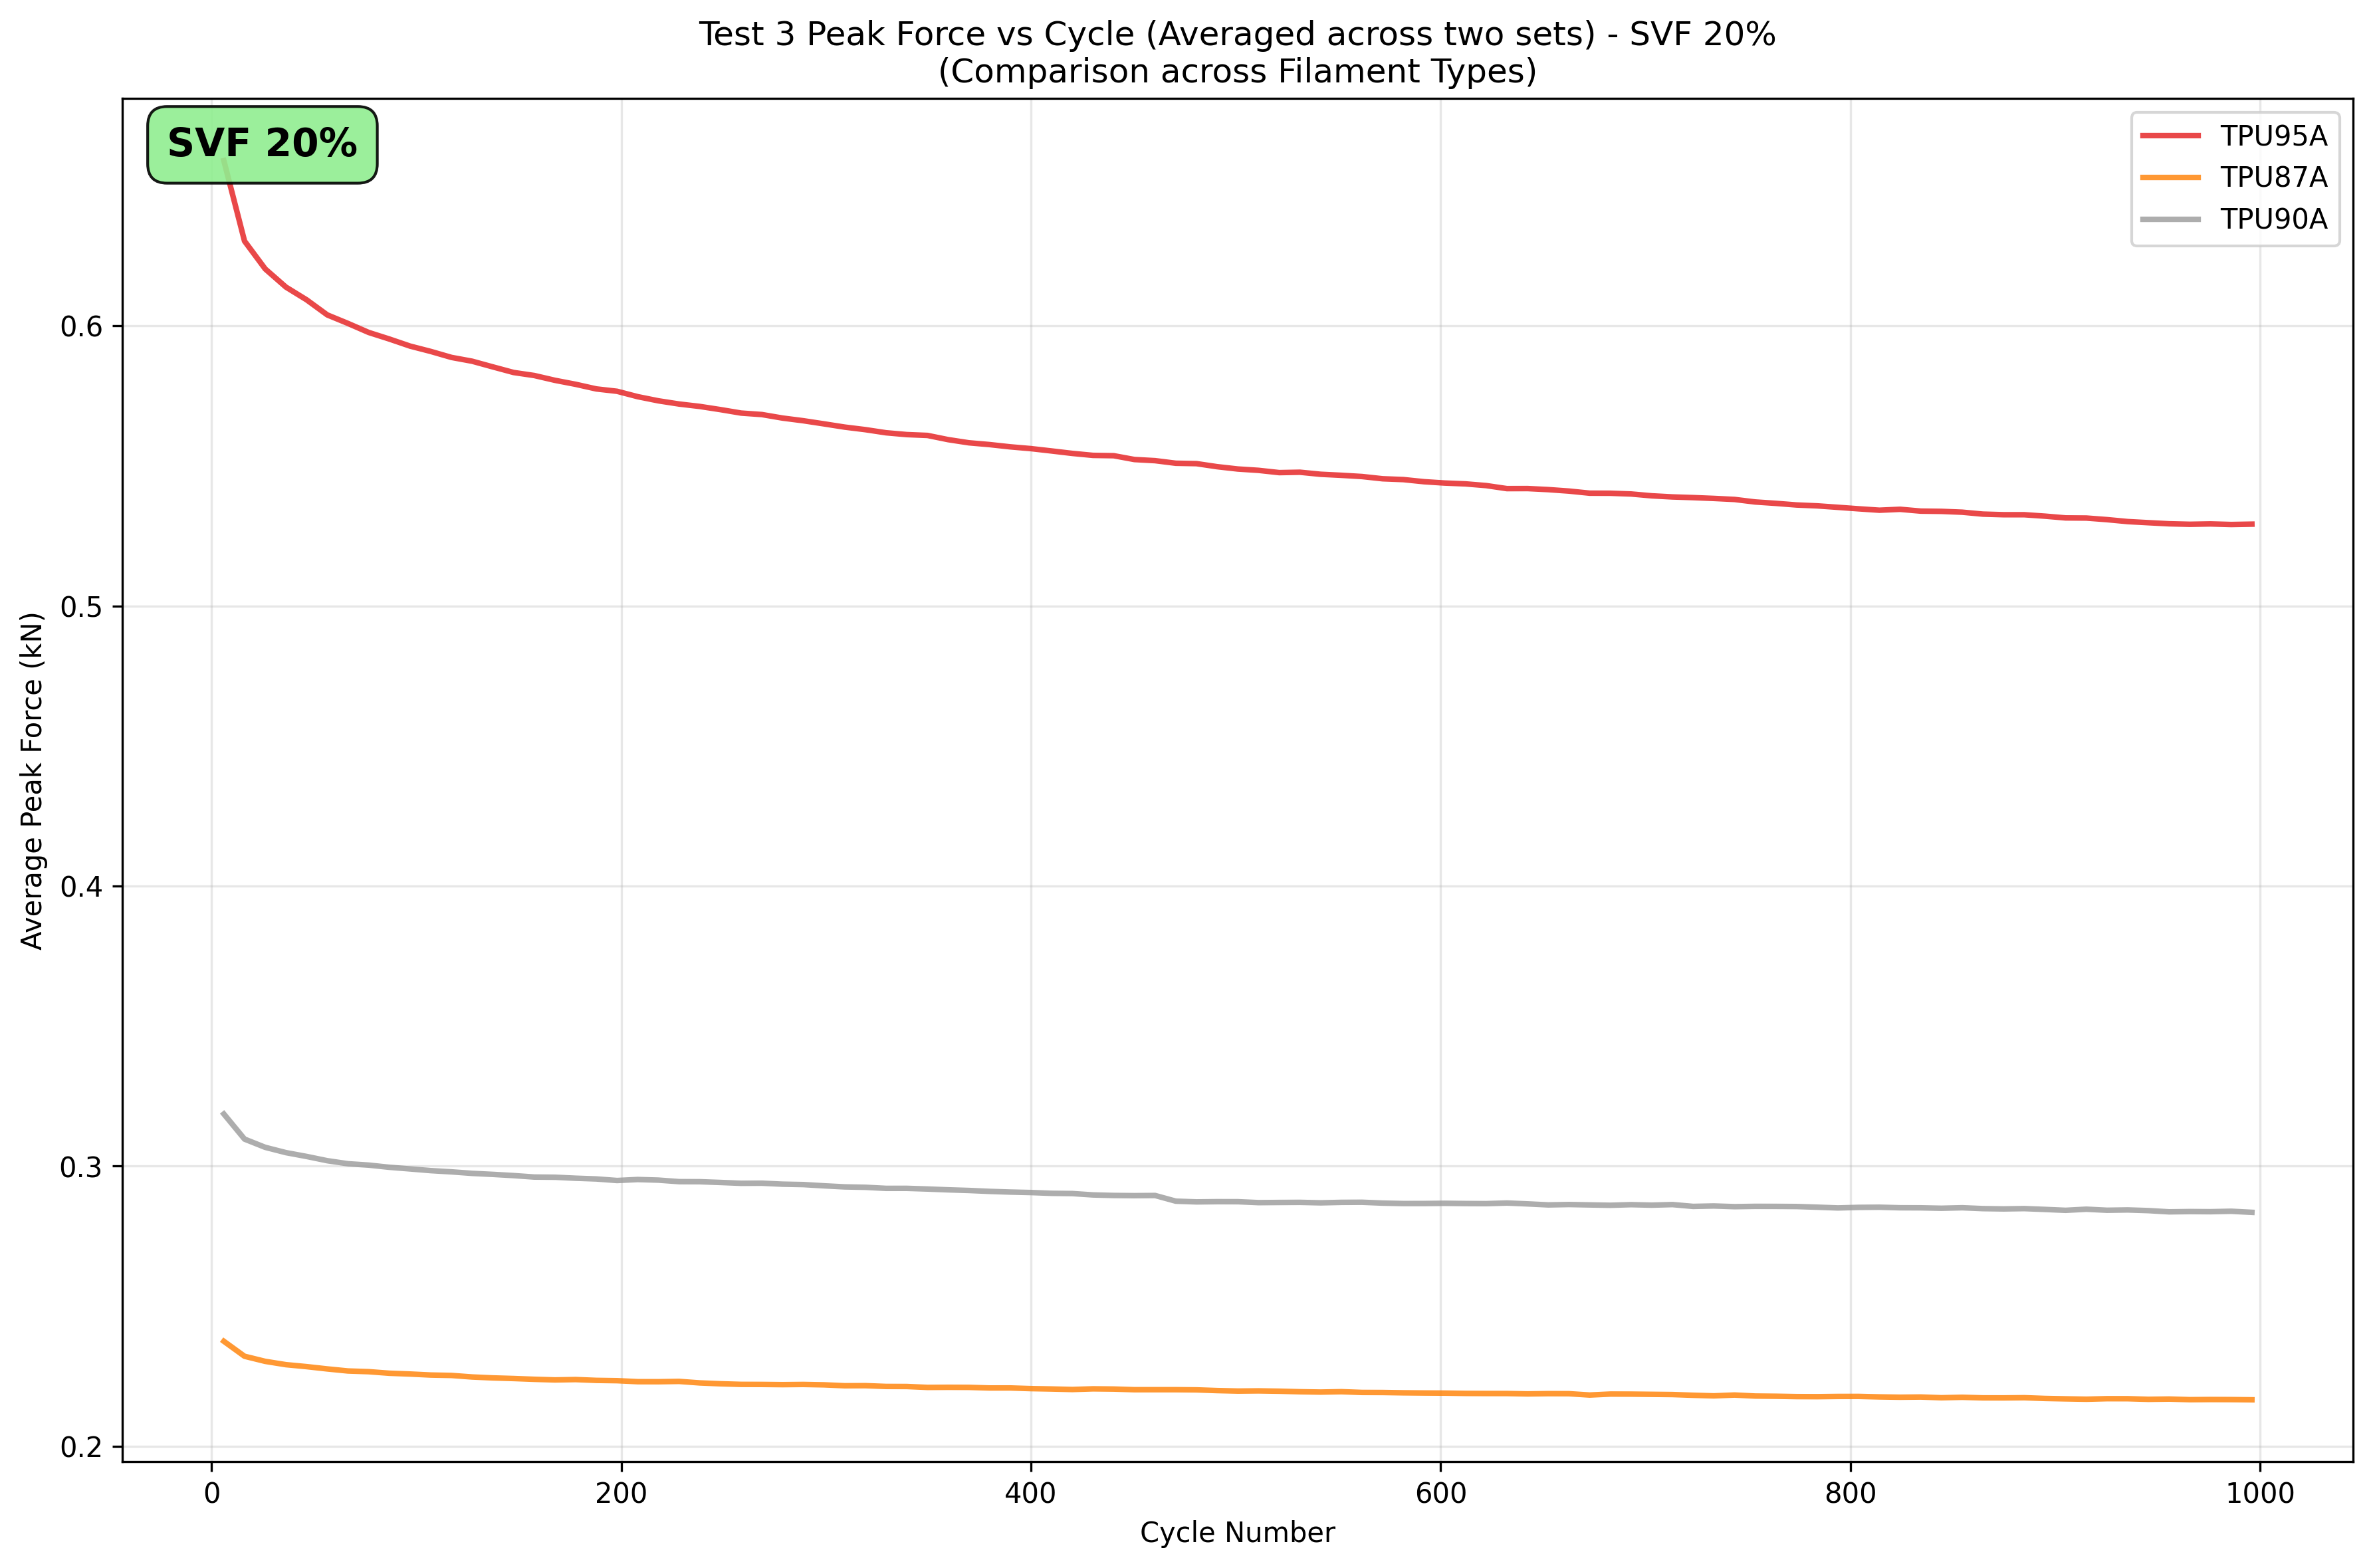 Test 3 Peak Force vs Cycle (Averaged across two sets) - SVF 20%
(Comparison across Filament Types)
SVF 20%
TPU95A
TPU87A
TPU90A
Average Peak Force (kN)
0.6
0.5
0.4
0.3
0.2
0
200
400
600
800
1000
Cycle Number